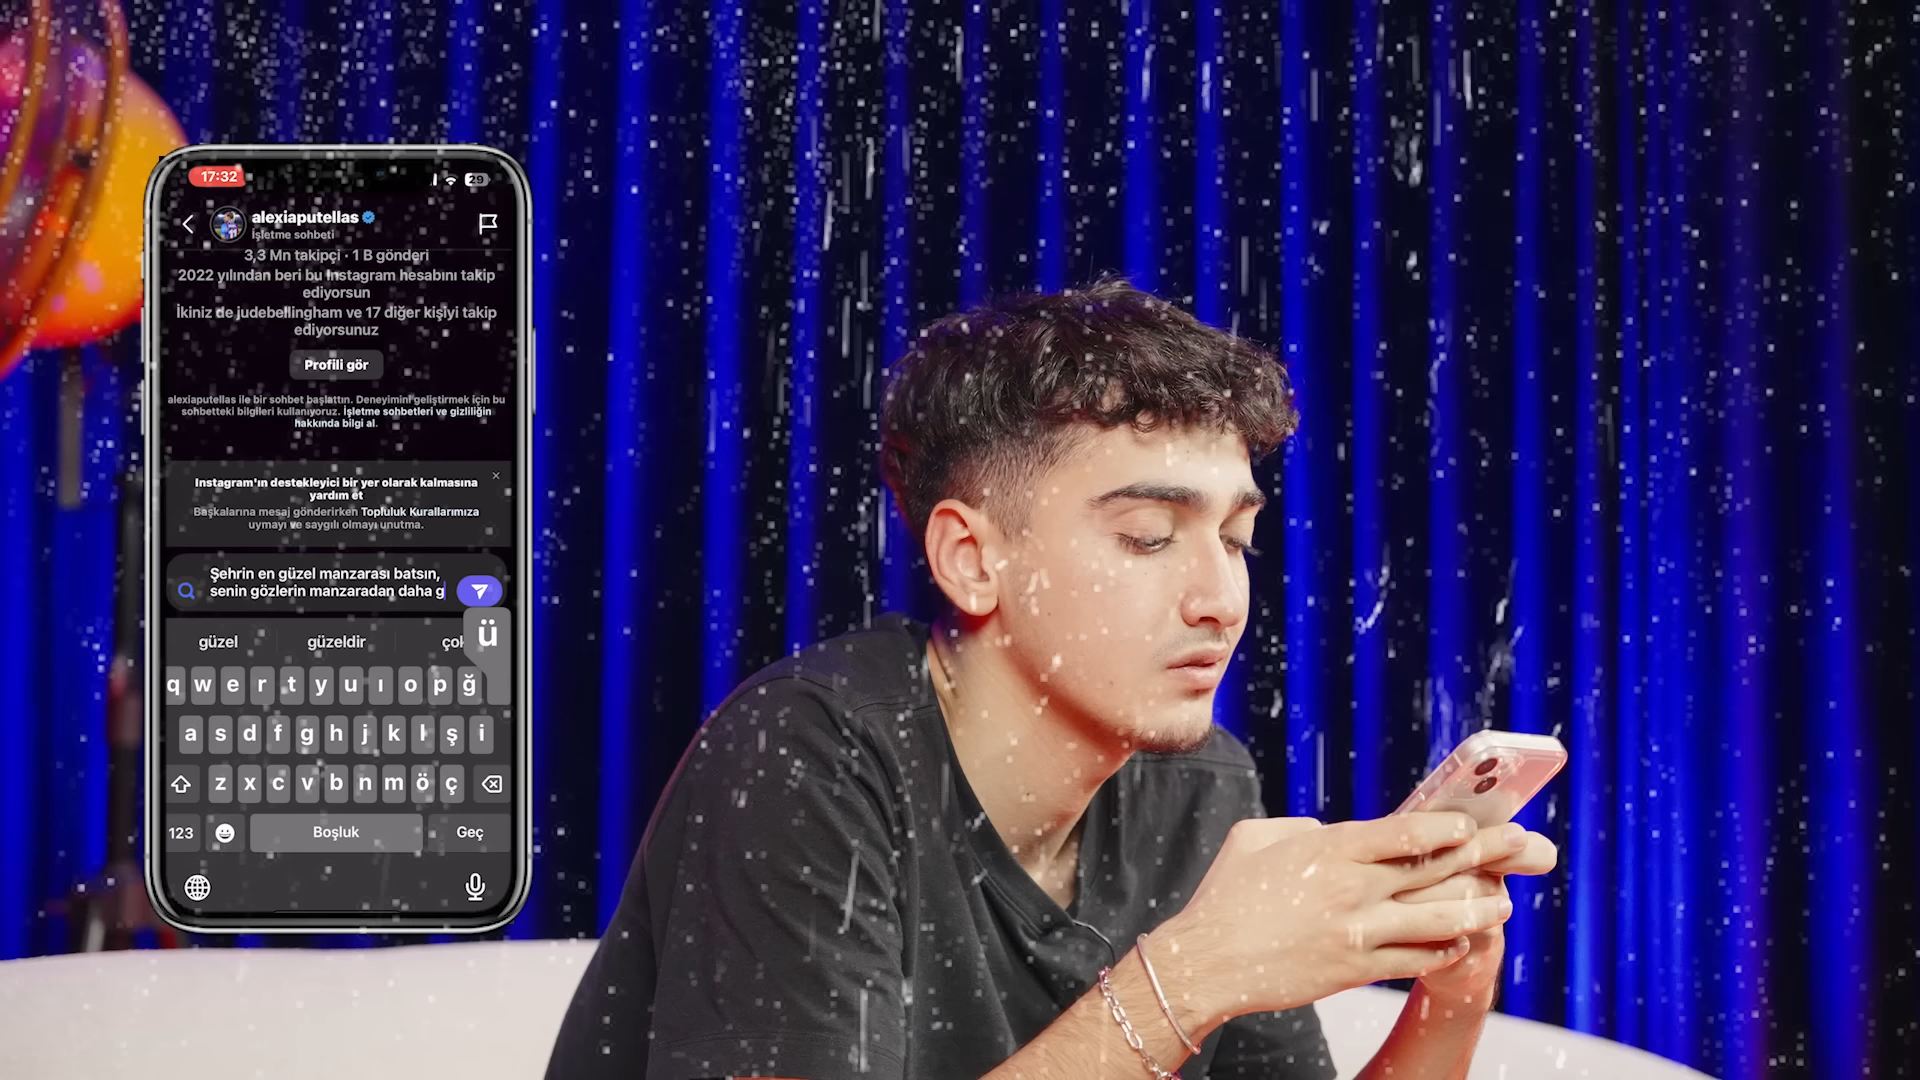 17:32
29
alexiaputellas
İşletme sohbeti
3,3 Mn takipçi · 1 B gönderi
2022 yılından beri bu Instagram hesabını takip
ediyorsun
İkiniz de judebellingham ve 17 diğer kişiyi takip
ediyorsunuz
Profili gör
alexiaputellas ile bir sohbet başlattın. Deneyimini geliştirmek için bu
sohbetteki bilgileri kullanıyoruz. İşletme sohbetleri ve gizliliğin
hakkında bilgi al.
Instagram'ın destekleyici bir yer olarak kalmasına
yardım et
Başkalarına mesaj gönderirken Topluluk Kurallarımıza
uymayı ve saygılı olmayı unutma.
Şehrin en güzel manzarası batsın,
senin gözlerin manzaradan daha g
ü
güzel güzeldir çok
q w e r t y u ı o p ğ
a s d f g h j k l ş i
z x c v b n m ö ç
123 Boşluk Geç